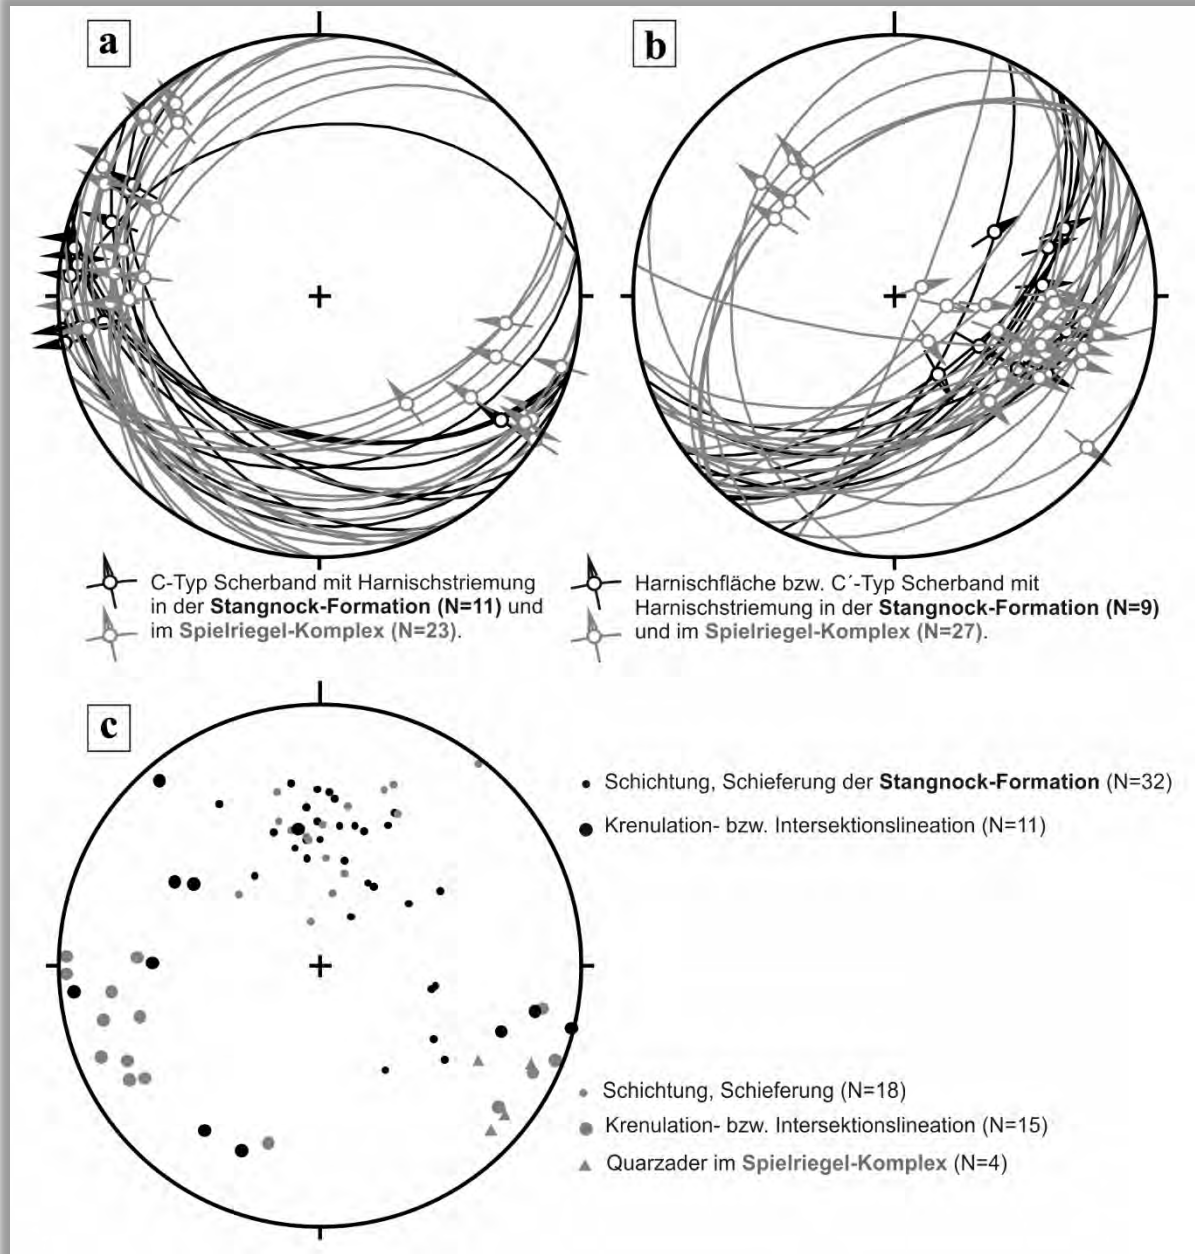 a
b
C-Typ Scherband mit Harnischstriemung
in der Stangnock-Formation (N=11) und
im Spielriegel-Komplex (N=23).
Harnischfläche bzw. C´-Typ Scherband mit
Harnischstriemung in der Stangnock-Formation (N=9)
und im Spielriegel-Komplex (N=27).
c
Schichtung, Schieferung der Stangnock-Formation (N=32)
Krenulation- bzw. Intersektionslineation (N=11)
Schichtung, Schieferung (N=18)
Krenulation- bzw. Intersektionslineation (N=15)
Quarzader im Spielriegel-Komplex (N=4)